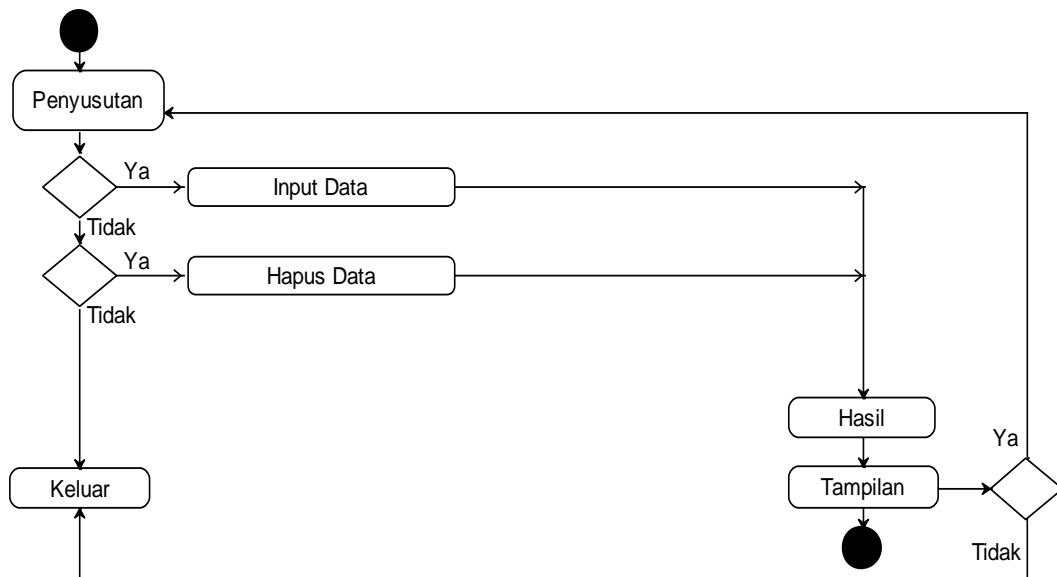 Penyusutan
Ya
Input Data
Tidak
Ya
Hapus Data
Tidak
Hasil
Ya
Keluar
Tampilan
Tidak